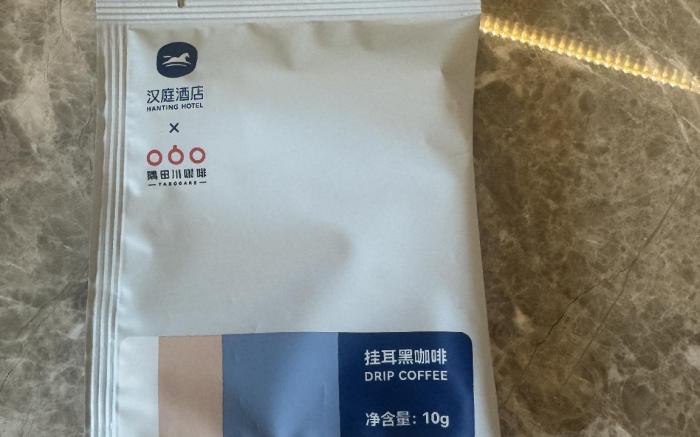 汉庭酒店
HANTING HOTEL
×
隅田川咖啡
TASOGARE
挂耳黑咖啡
DRIP COFFEE
净含量：10g